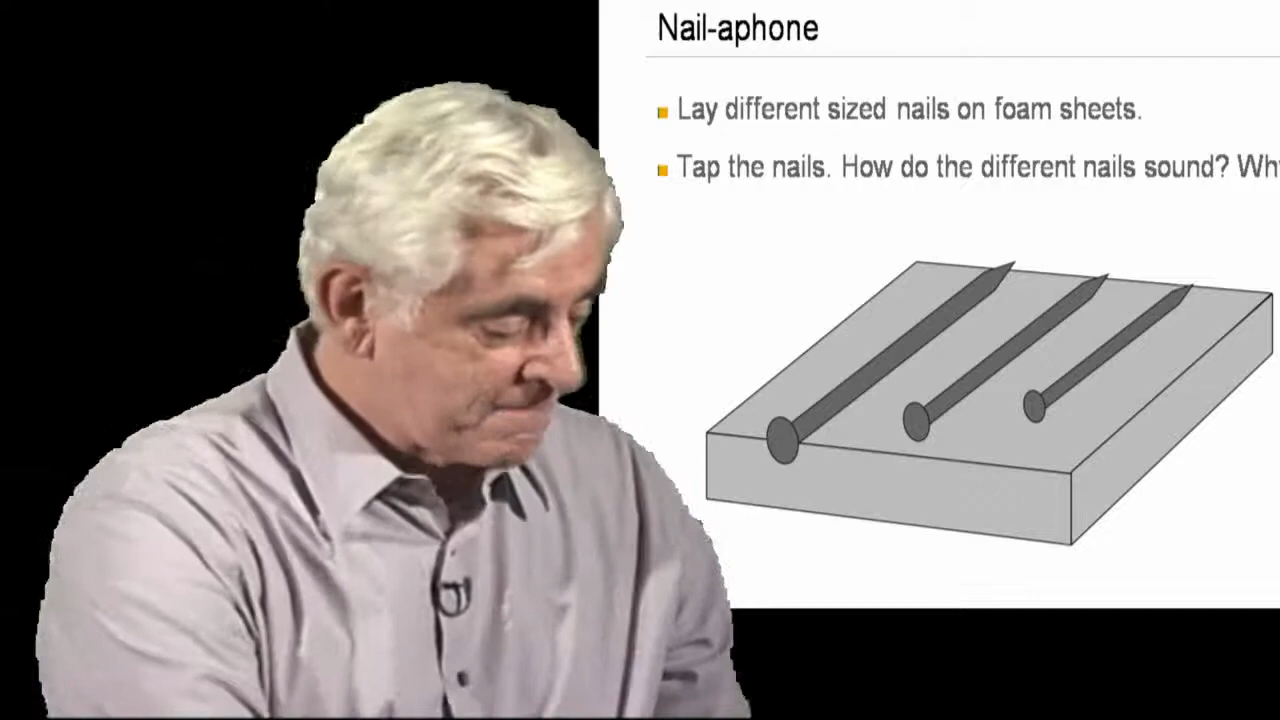 Nail-aphone
Lay different sized nails on foam sheets.
Tap the nails. How do the different nails sound?